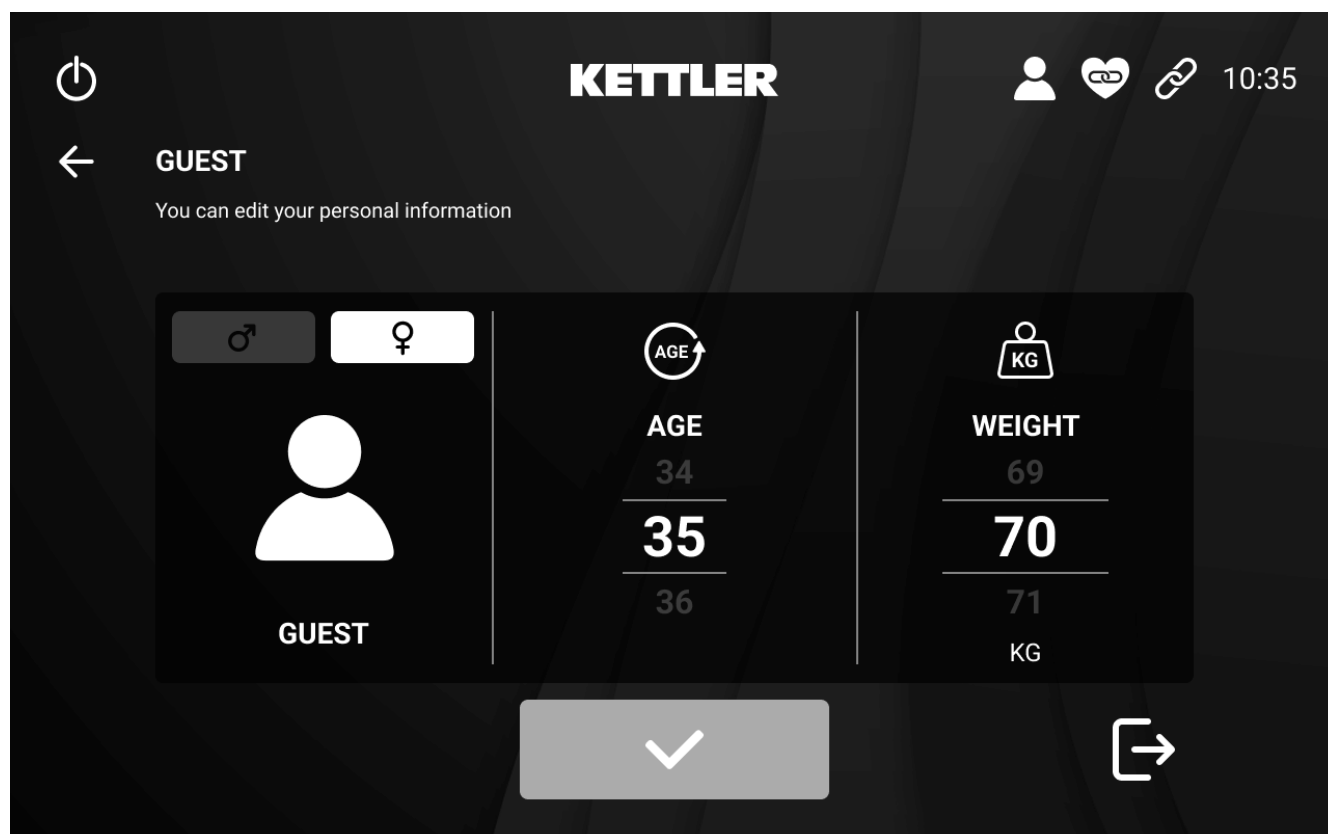 KETTLER
10:35
GUEST
You can edit your personal information
AGE
KG
AGE
WEIGHT
34
69
35
70
36
71
GUEST
KG